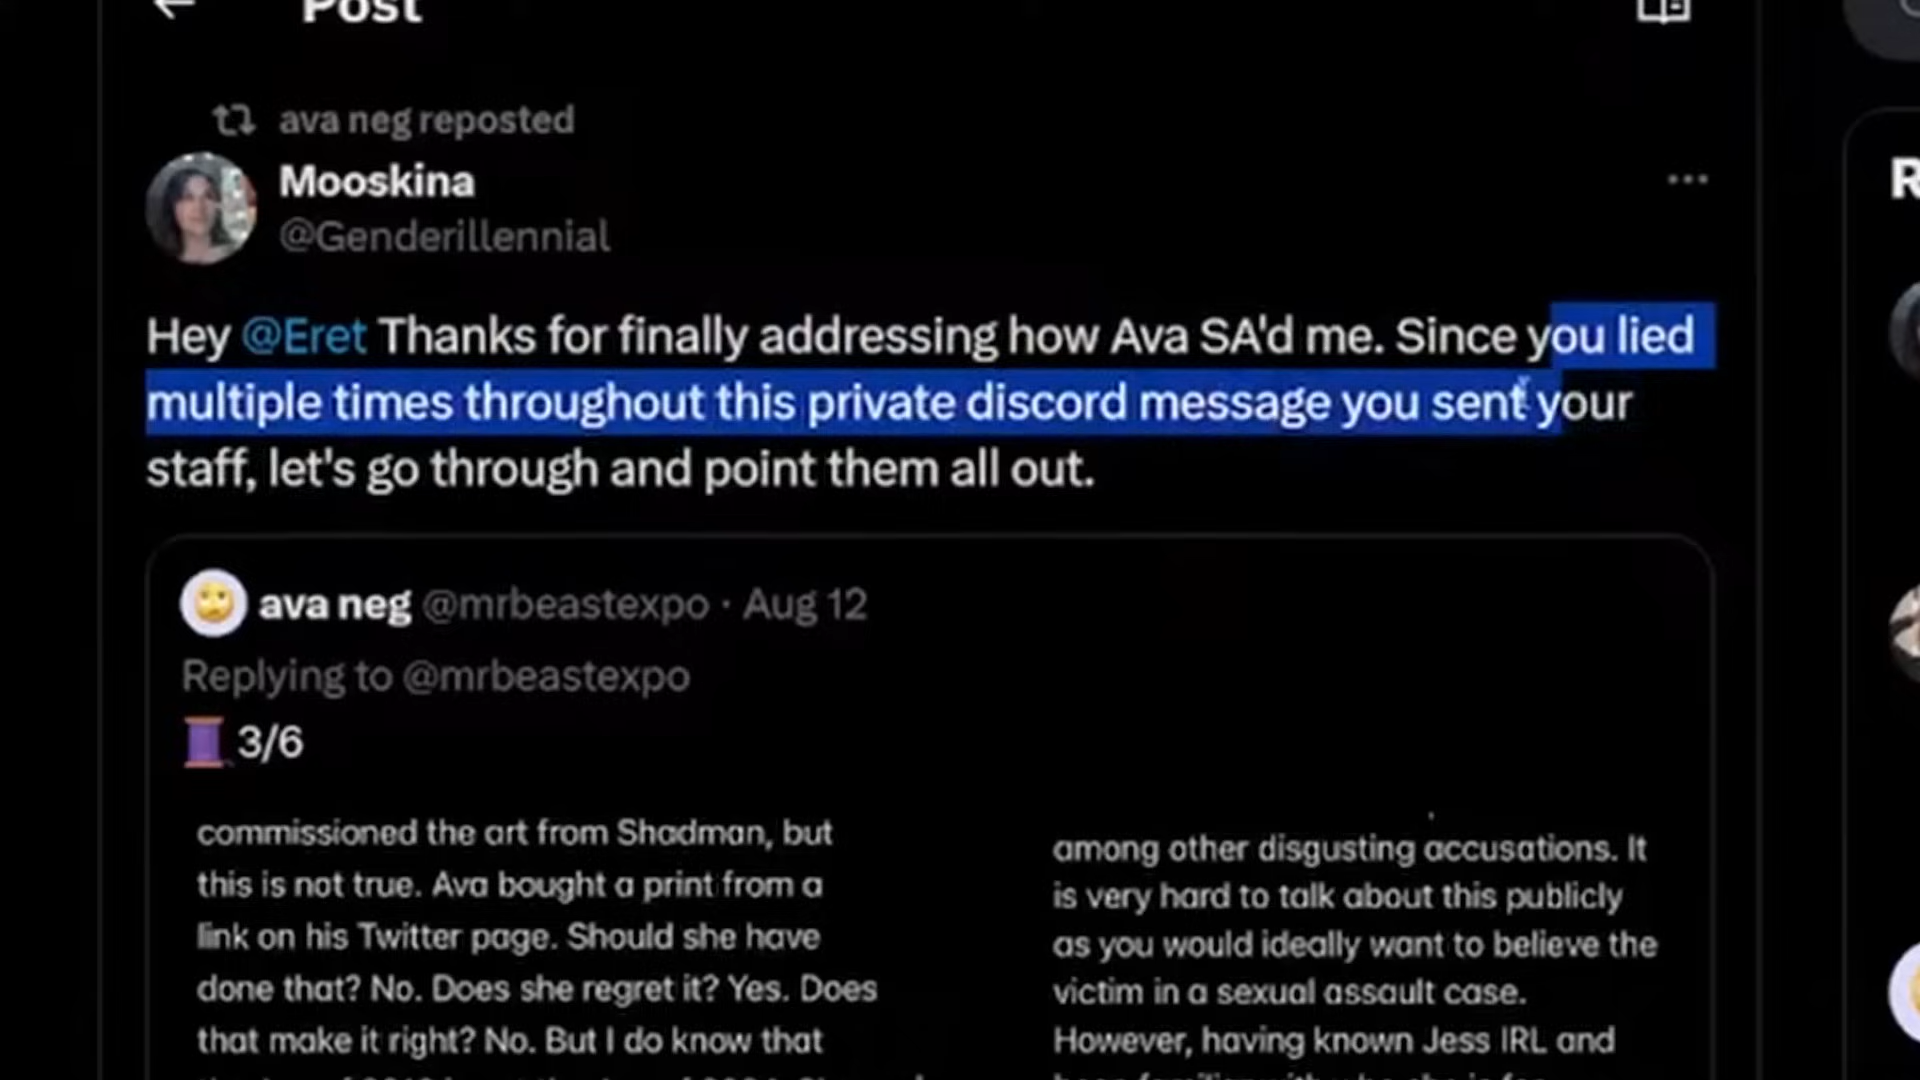 Post
ava neg reposted
Mooskina
@Genderillennial
Hey @Eret Thanks for finally addressing how Ava SA'd me. Since you lied
multiple times throughout this private discord message you sent your
staff, let's go through and point them all out.
ava neg @mrbeastexpo · Aug 12
Replying to @mrbeastexpo
🧵 3/6
commissioned the art from Shadman, but
this is not true. Ava bought a print from a
link on his Twitter page. Should she have
done that? No. Does she regret it? Yes. Does
that make it right? No. But I do know that
among other disgusting accusations. It
is very hard to talk about this publicly
as you would ideally want to believe the
victim in a sexual assault case.
However, having known Jess IRL and